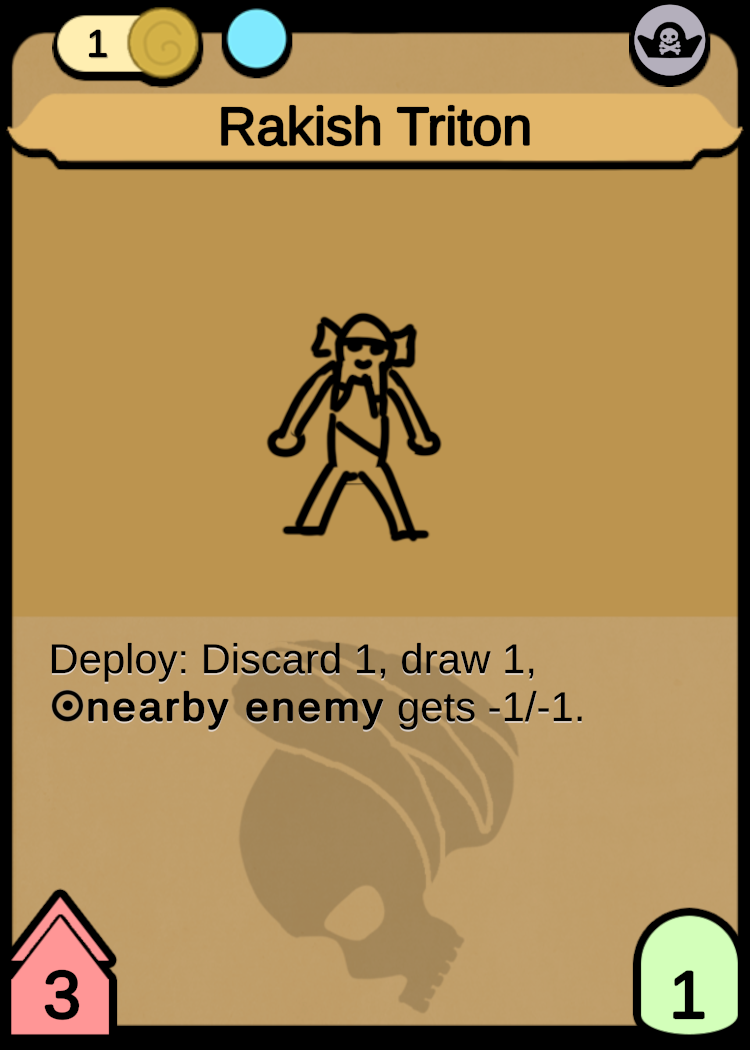 1
Rakish Triton
Deploy: Discard 1, draw 1,
⦿nearby enemy gets -1/-1.
3
1